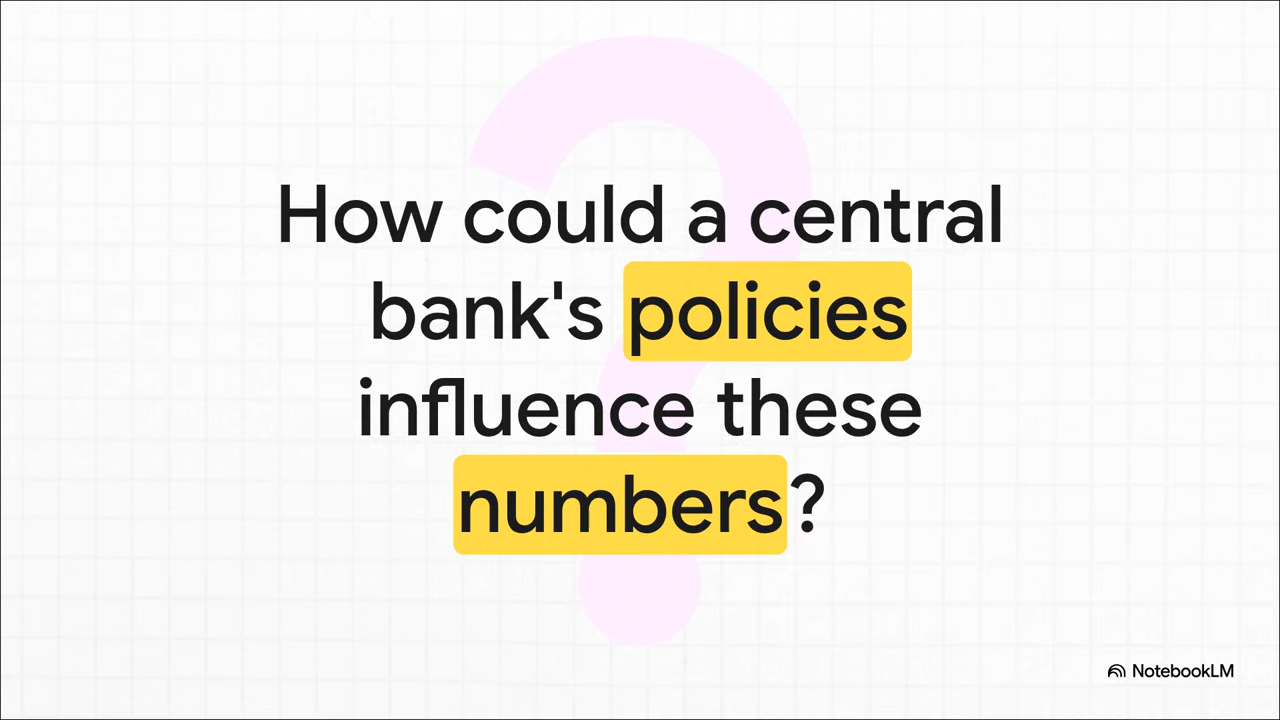 How could a central
bank's policies
influence these
numbers?
NotebookLM